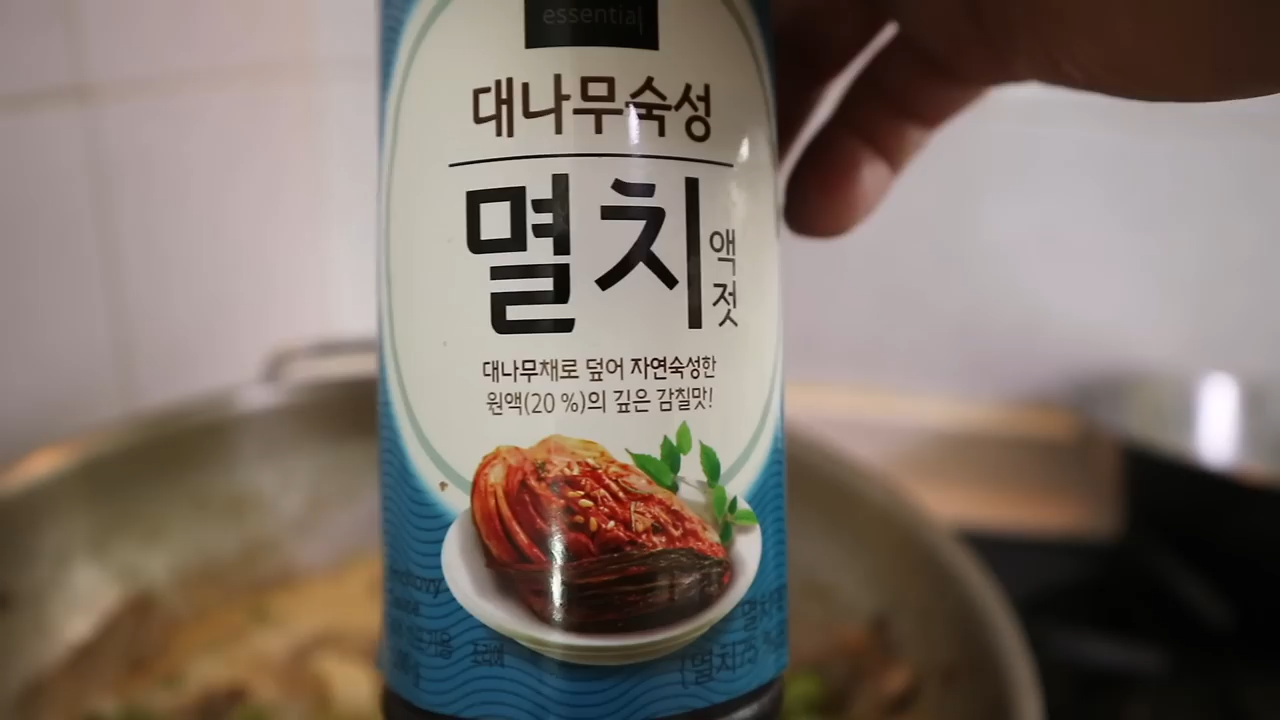 essential
대나무숙성
멸치액젓
대나무채로 덮어 자연숙성한
원액(20 %)의 깊은 감칠맛!